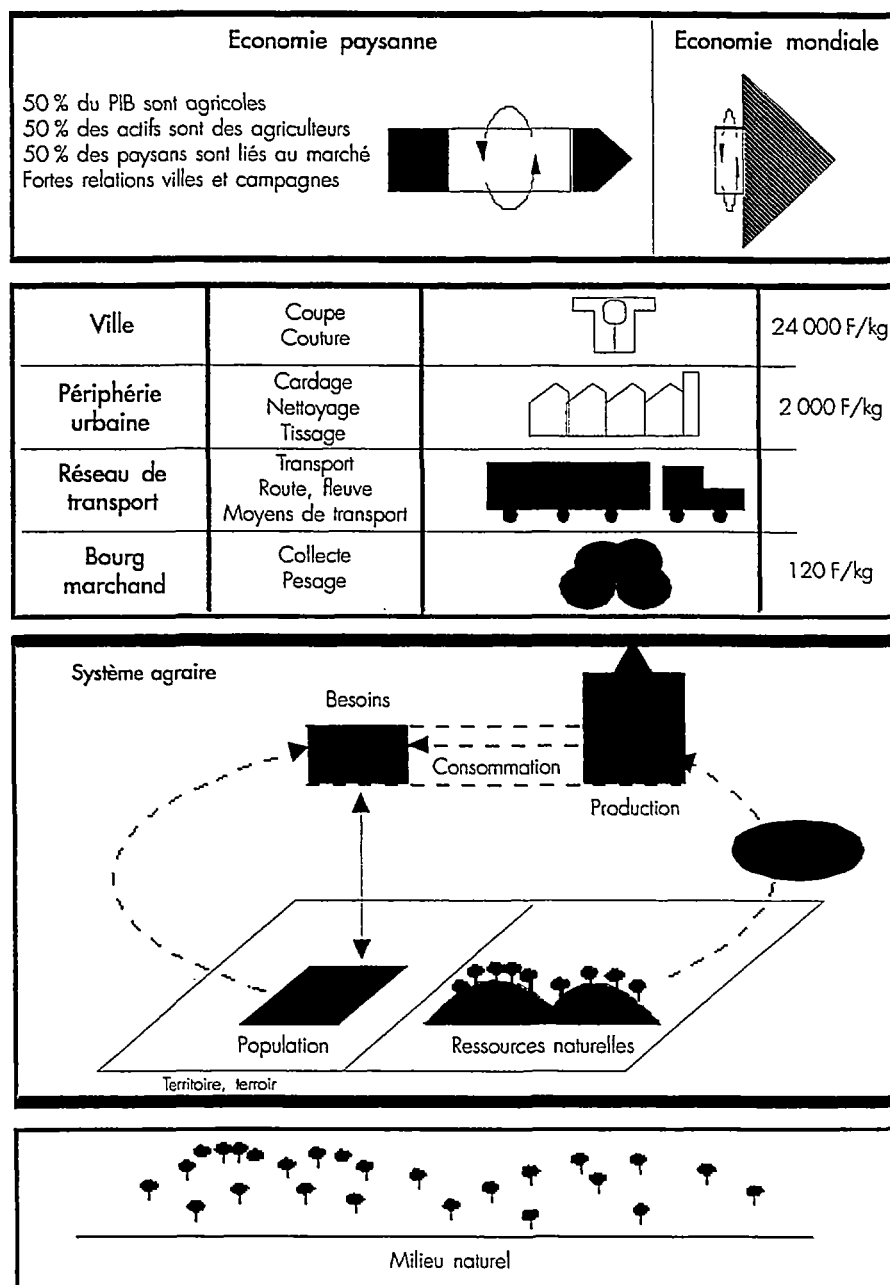 Economie paysanne
Economie mondiale
50 % du PIB sont agricoles
50 % des actifs sont des agriculteurs
50 % des paysans sont liés au marché
Fortes relations villes et campagnes
Ville
Coupe
Couture
24 000 F/kg
Périphérie
urbaine
Cardage
Nettoyage
Tissage
2 000 F/kg
Réseau de
transport
Transport
Route, fleuve
Moyens de transport
Bourg
marchand
Collecte
Pesage
120 F/kg
Système agraire
Besoins
Consommation
Production
Population
Ressources naturelles
Territoire, terroir
Milieu naturel